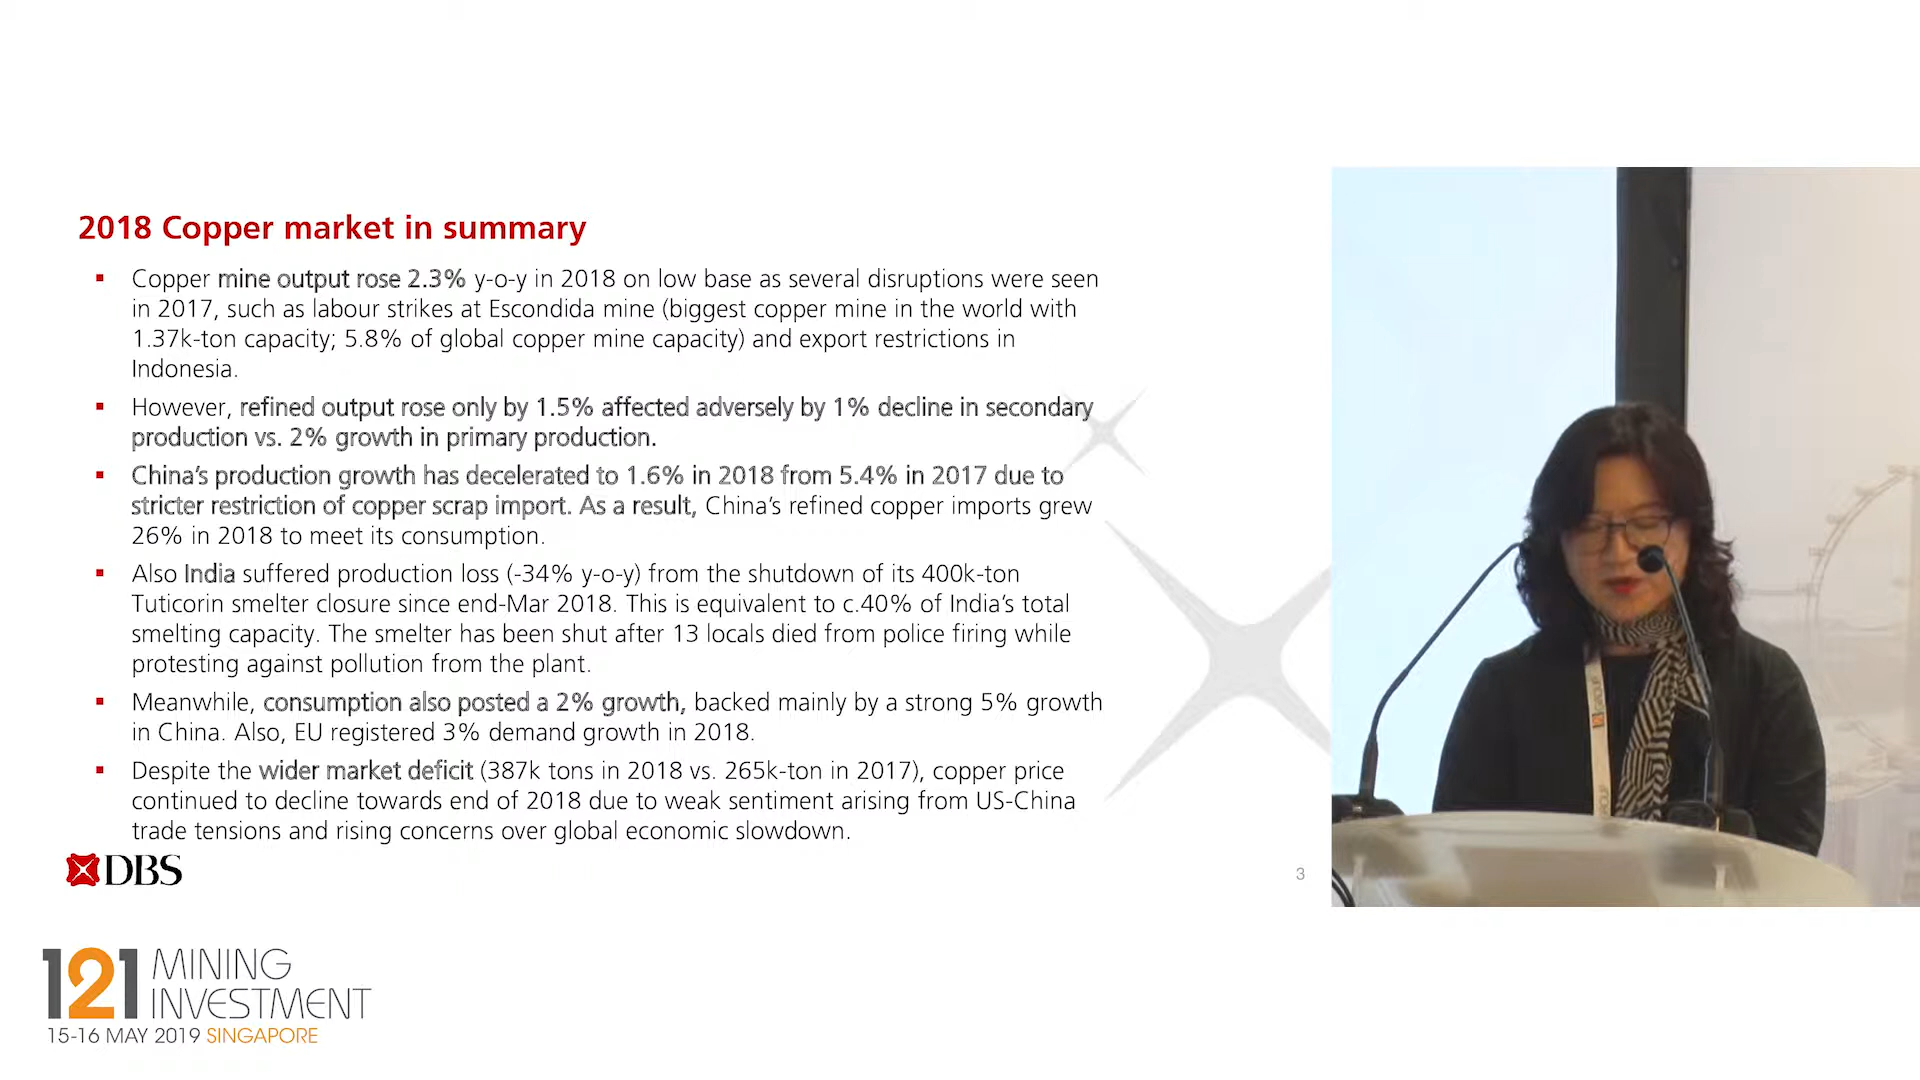 2018 Copper market in summary
▪ Copper mine output rose 2.3% y-o-y in 2018 on low base as several disruptions were seen
in 2017, such as labour strikes at Escondida mine (biggest copper mine in the world with
1.37k-ton capacity; 5.8% of global copper mine capacity) and export restrictions in
Indonesia.
▪ However, refined output rose only by 1.5% affected adversely by 1% decline in secondary
production vs. 2% growth in primary production.
▪ China’s production growth has decelerated to 1.6% in 2018 from 5.4% in 2017 due to
stricter restriction of copper scrap import. As a result, China’s refined copper imports grew
26% in 2018 to meet its consumption.
▪ Also India suffered production loss (-34% y-o-y) from the shutdown of its 400k-ton
Tuticorin smelter closure since end-Mar 2018. This is equivalent to c.40% of India’s total
smelting capacity. The smelter has been shut after 13 locals died from police firing while
protesting against pollution from the plant.
▪ Meanwhile, consumption also posted a 2% growth, backed mainly by a strong 5% growth
in China. Also, EU registered 3% demand growth in 2018.
▪ Despite the wider market deficit (387k tons in 2018 vs. 265k-ton in 2017), copper price
continued to decline towards end of 2018 due to weak sentiment arising from US-China
trade tensions and rising concerns over global economic slowdown.
DBS
3
121 MINING
INVESTMENT
15-16 MAY 2019 SINGAPORE
121 GROUP